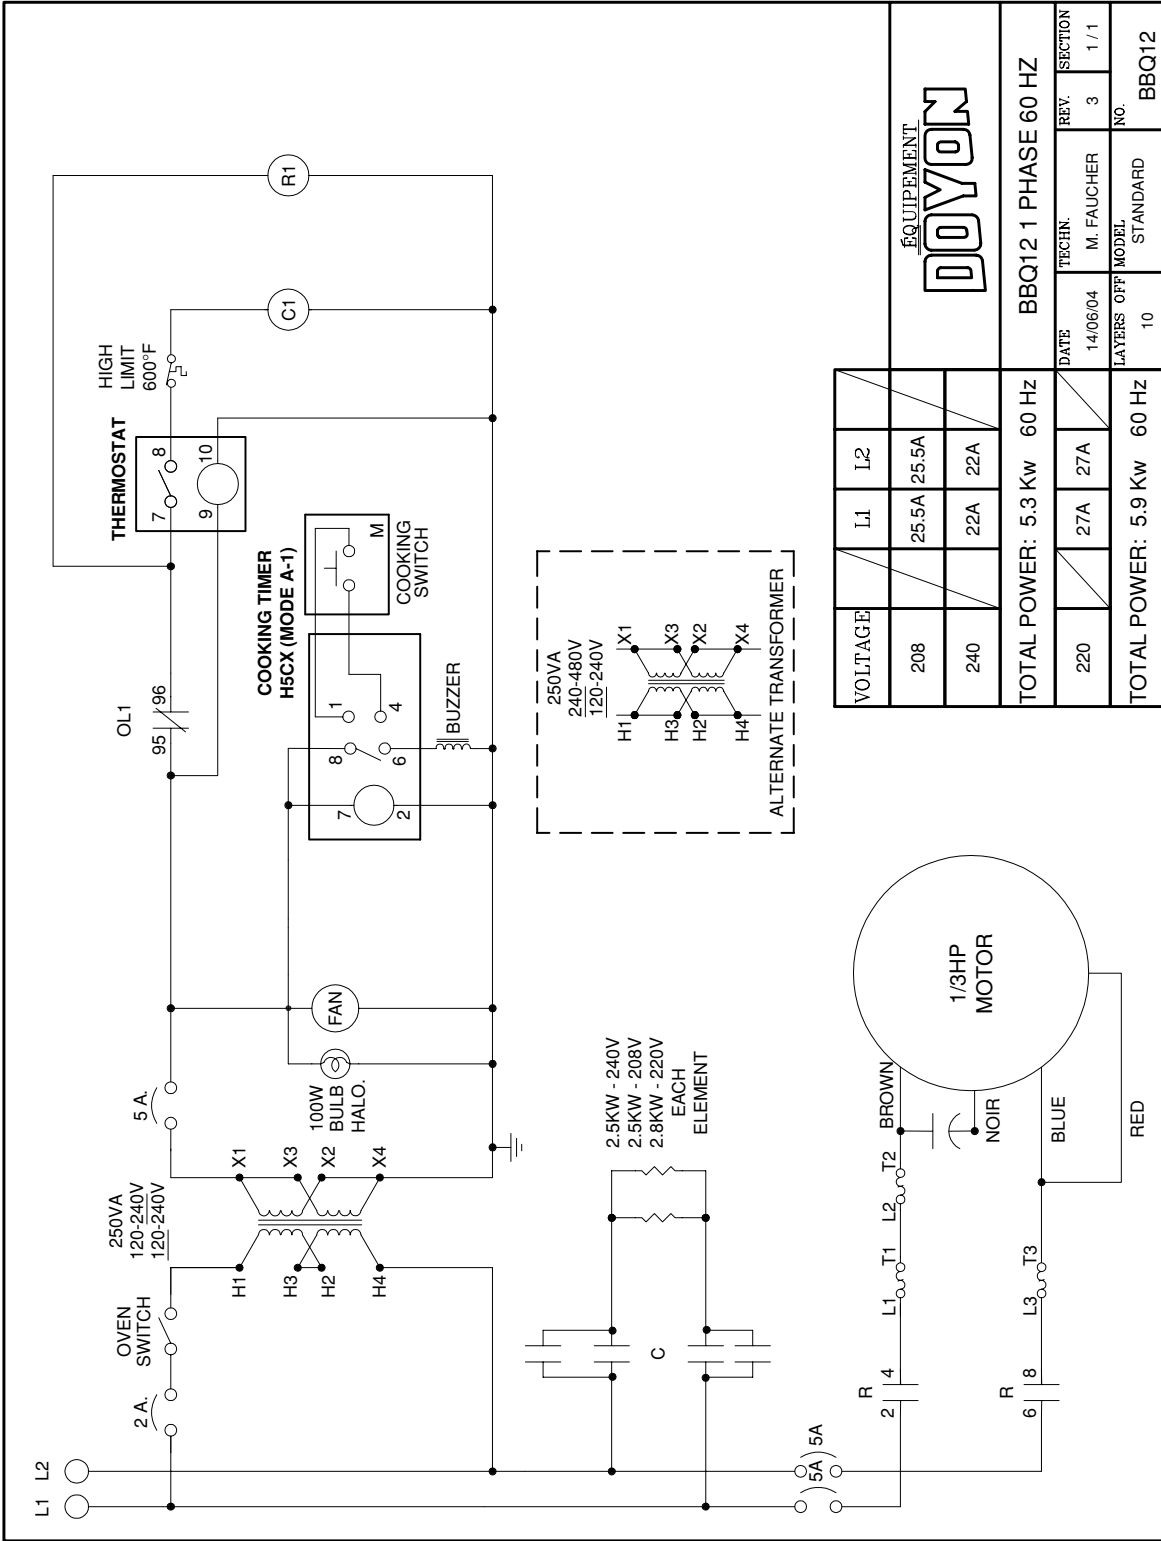 L1
L2
2 A.
OVEN
SWITCH
250VA
120-240V
120-240V
H1
H3
H2
H4
X1
X3
X2
X4
5 A.
100W
BULB
HALO.
FAN
OL1
95
96
THERMOSTAT
7
8
9
10
HIGH
LIMIT
600°F
C1
R1
COOKING TIMER
H5CX (MODE A-1)
7
2
8
6
1
4
BUZZER
M
COOKING
SWITCH
250VA
240-480V
120-240V
H1
H3
H2
H4
X1
X3
X2
X4
ALTERNATE TRANSFORMER
C
2.5KW - 240V
2.5KW - 208V
2.8KW - 220V
EACH
ELEMENT
5A
5A
R
2
4
L1
T1
L2
T2
BROWN
NOIR
R
6
8
L3
T3
BLUE
RED
1/3HP
MOTOR
VOLTAGE L1 L2
208 25.5A 25.5A
240 22A 22A
TOTAL POWER: 5.3 Kw 60 Hz
220 27A 27A
TOTAL POWER: 5.9 Kw 60 Hz
ÉQUIPEMENT
DOYON
BBQ12 1 PHASE 60 HZ
DATE
14/06/04
TECHN.
M. FAUCHER
REV.
3
SECTION
1 / 1
LAYERS OFF
10
MODEL
STANDARD
NO.
BBQ12